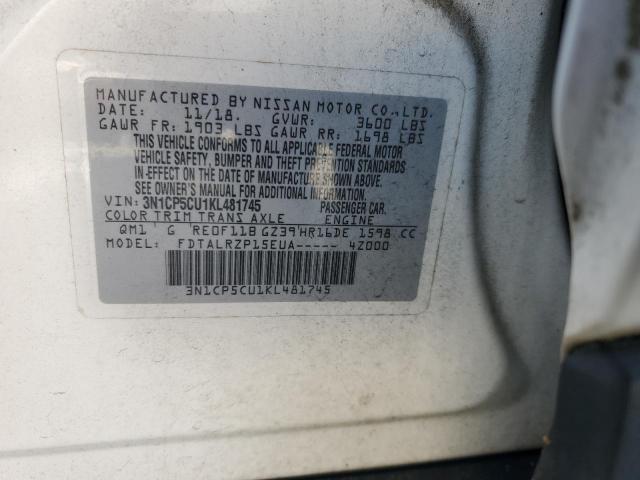 MANUFACTURED BY NISSAN MOTOR CO., LTD.
DATE: 11/18. GVWR: 3600 LBS
GAWR FR: 1903 LBS GAWR RR: 1698 LBS
THIS VEHICLE CONFORMS TO ALL APPLICABLE FEDERAL MOTOR
VEHICLE SAFETY, BUMPER AND THEFT PREVENTION STANDARDS
IN EFFECT ON THE DATE OF MANUFACTURE SHOWN ABOVE.
SEE OWNER'S MANUAL.
VIN: 3N1CP5CU1KL481745 PASSENGER CAR.
COLOR TRIM TRANS AXLE ENGINE
QM1 G RE0F11B GZ39 HR16DE 1598 CC
MODEL: FDTALRZP15EUA----- 4Z000
3N1CP5CU1KL481745